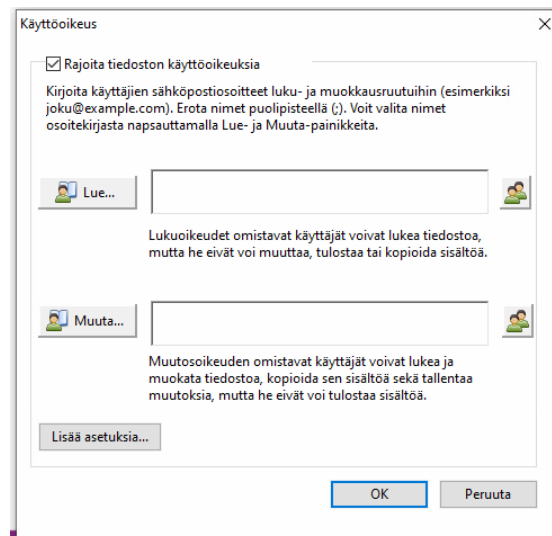 Käyttöoikeus
Rajoita tiedoston käyttöoikeuksia
Kirjoita käyttäjien sähköpostiosoitteet luku- ja muokkausruutuihin (esimerkiksi
joku@example.com). Erota nimet puolipisteellä (;). Voit valita nimet
osoitekirjasta napsauttamalla Lue- ja Muuta-painikkeita.
Lue...
Lukuoikeudet omistavat käyttäjät voivat lukea tiedostoa,
mutta he eivät voi muuttaa, tulostaa tai kopioida sisältöä.
Muuta...
Muutosoikeuden omistavat käyttäjät voivat lukea ja
muokata tiedostoa, kopioida sen sisältöä sekä tallentaa
muutoksia, mutta he eivät voi tulostaa sisältöä.
Lisää asetuksia...
OK
Peruuta